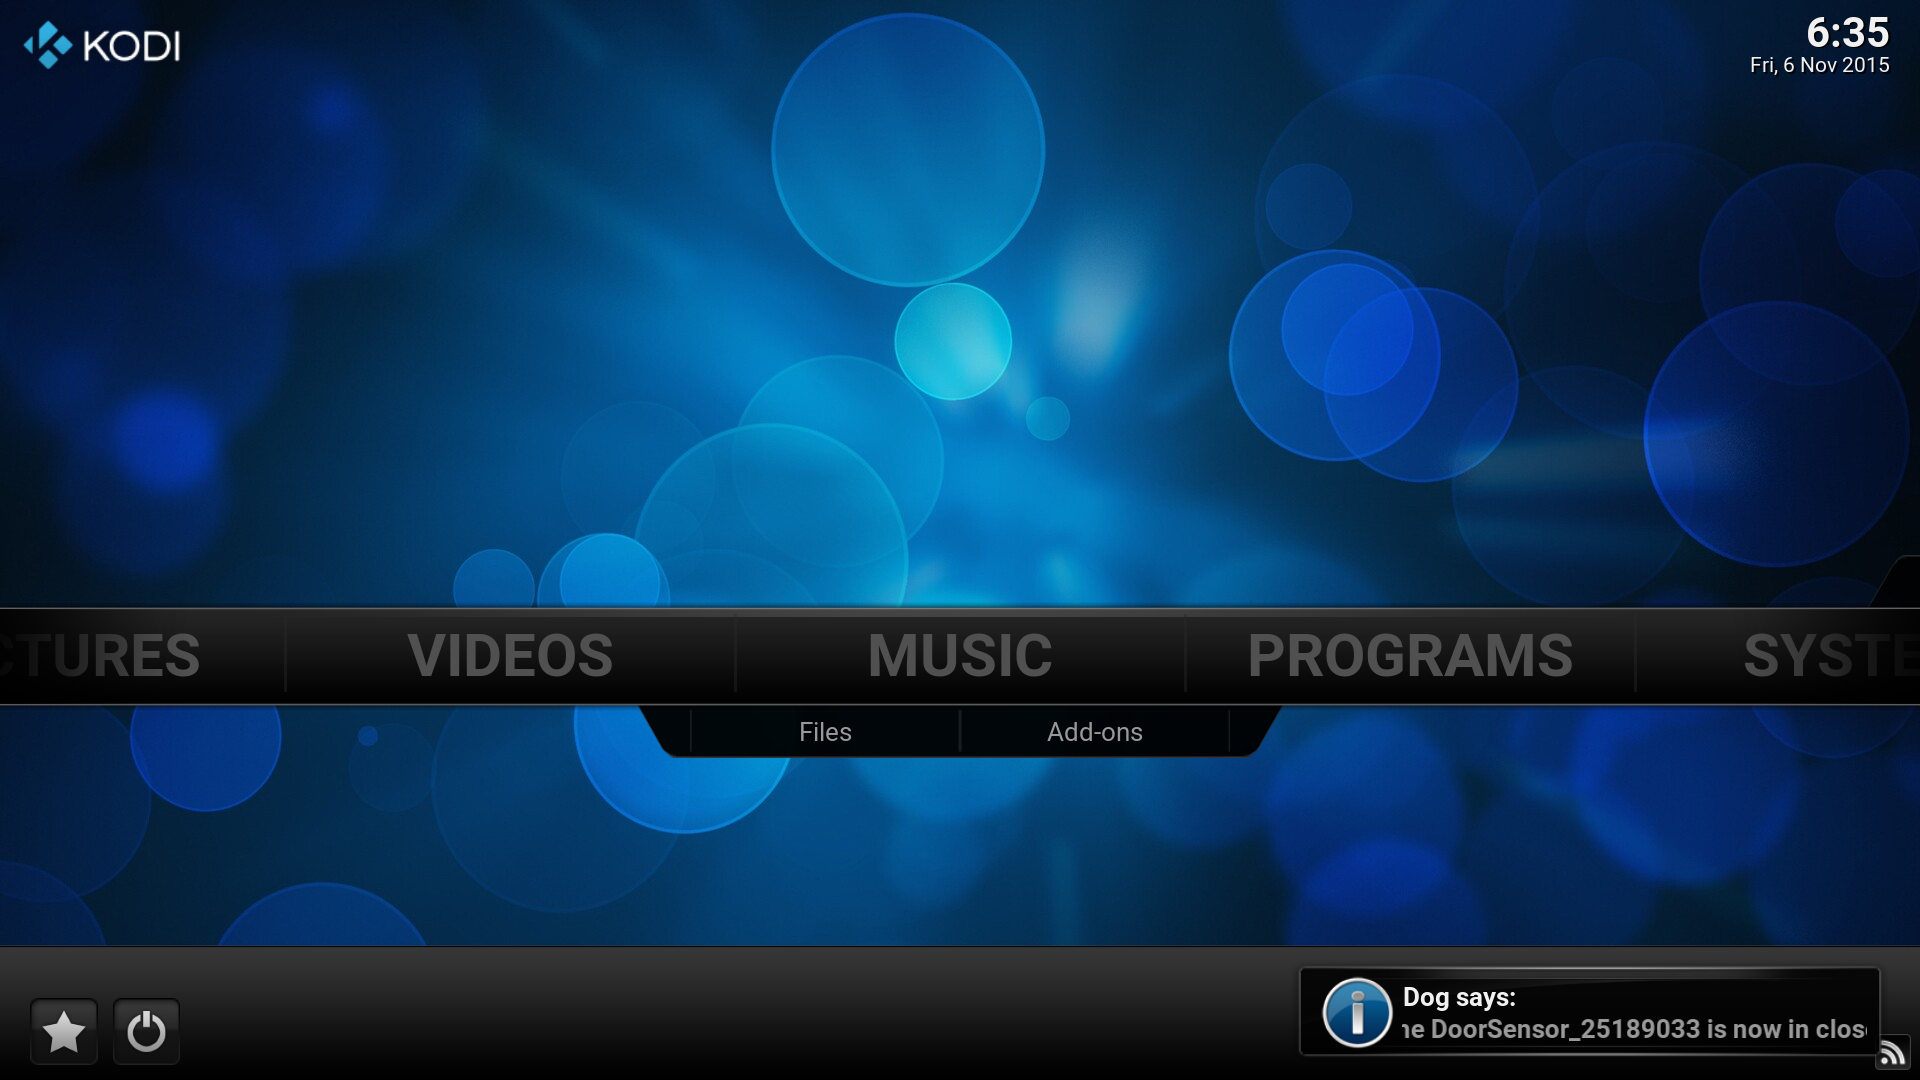 KODI
6:35
Fri, 6 Nov 2015
CTURES VIDEOS MUSIC PROGRAMS SYSTE
Files Add-ons
Dog says:
ne DoorSensor_25189033 is now in clos